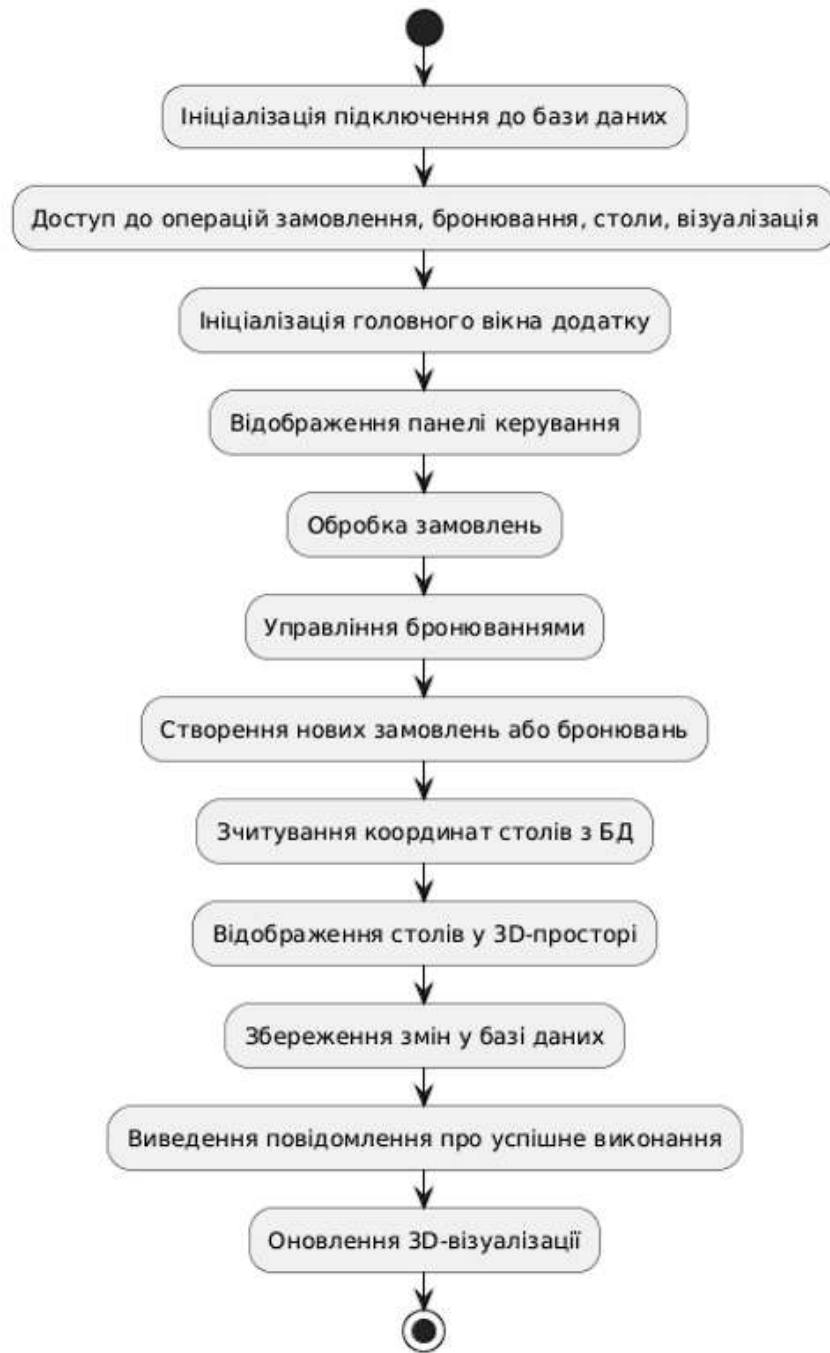 Ініціалізація підключення до бази даних
Доступ до операцій замовлення, бронювання, столи, візуалізація
Ініціалізація головного вікна додатку
Відображення панелі керування
Обробка замовлень
Управління бронюваннями
Створення нових замовлень або бронювань
Зчитування координат столів з БД
Відображення столів у 3D-просторі
Збереження змін у базі даних
Виведення повідомлення про успішне виконання
Оновлення 3D-візуалізації